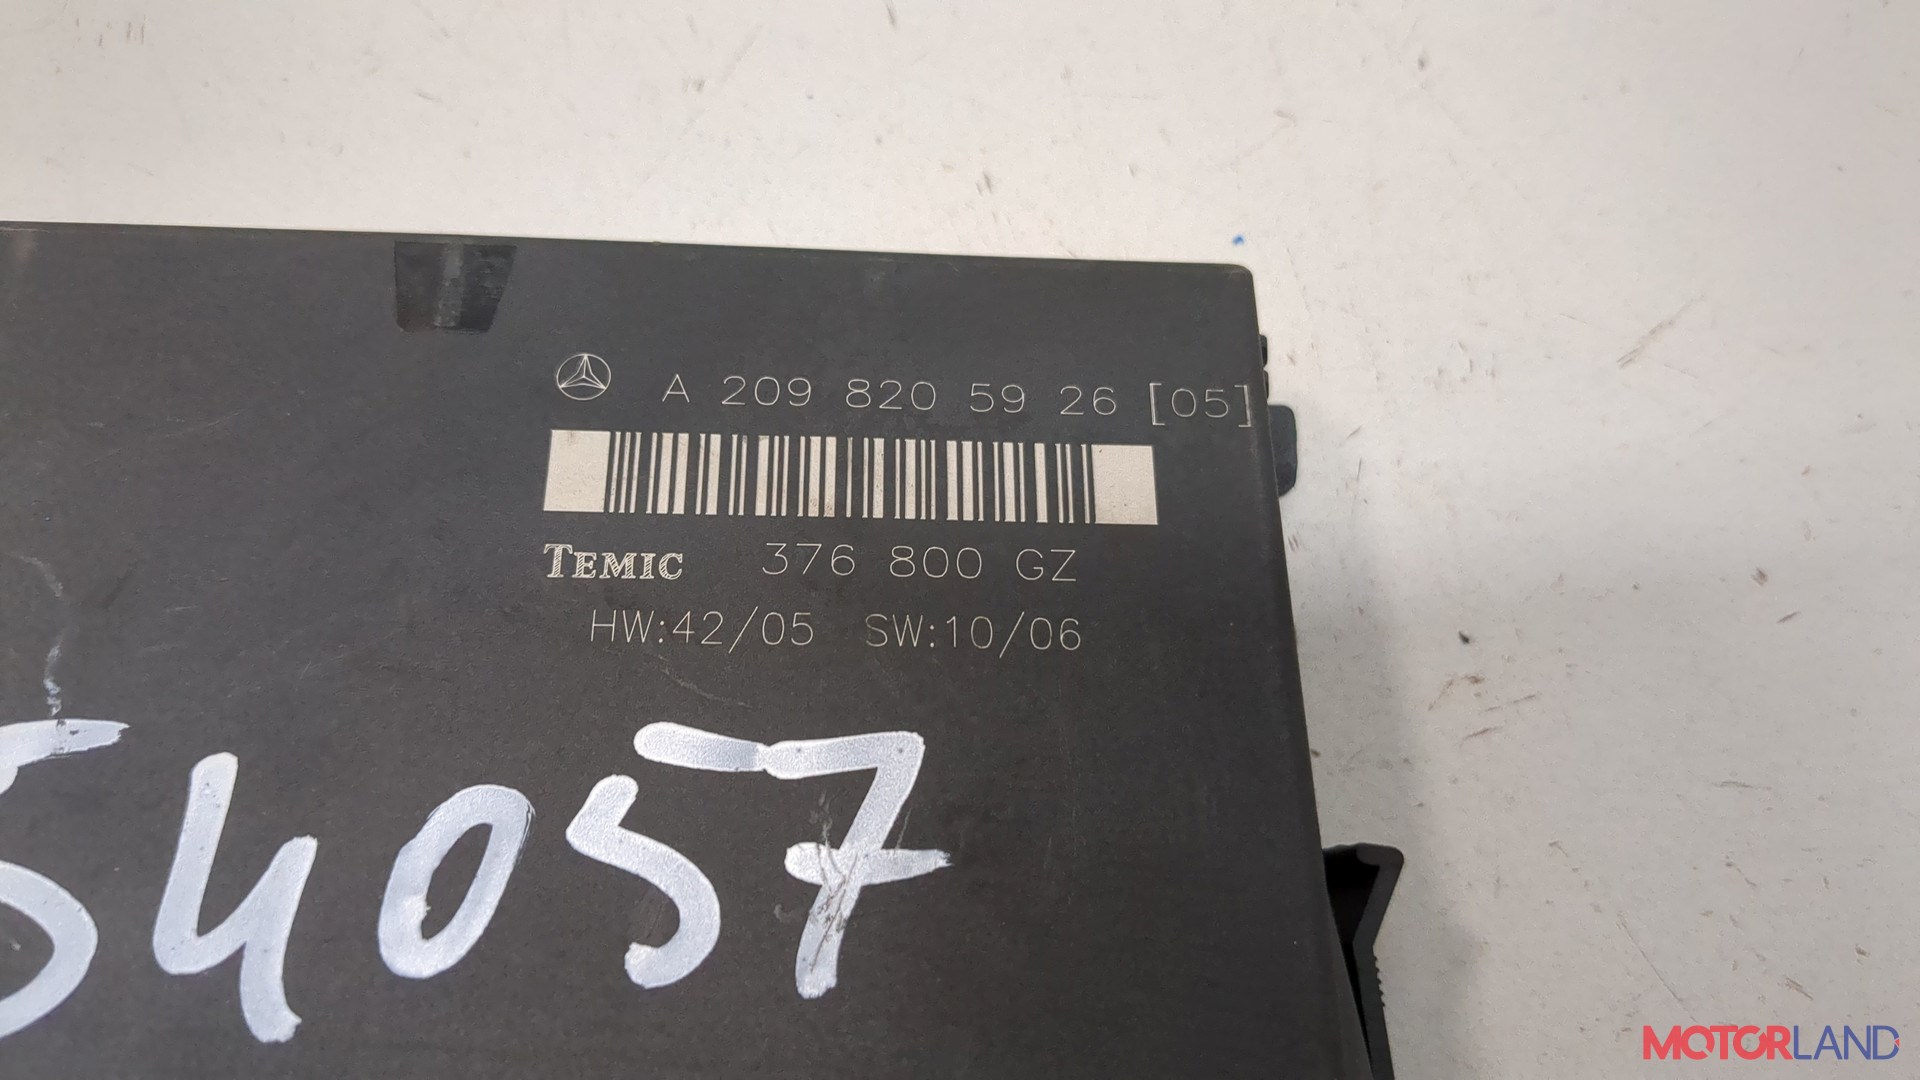 A 209 820 59 26 [05]
TEMIC 376 800 GZ
HW:42/05 SW:10/06
54057
MOTORLAND